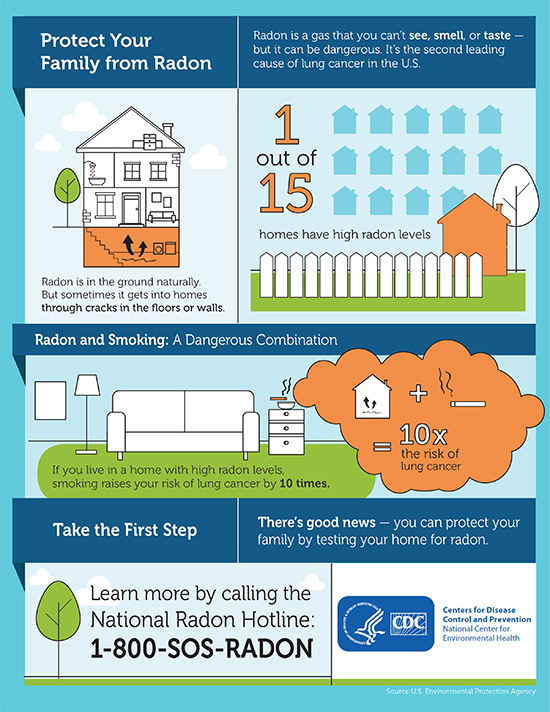 Protect Your
Family from Radon
Radon is a gas that you can't see, smell, or taste —
but it can be dangerous. It's the second leading
cause of lung cancer in the U.S.
1
out of
15
homes have high radon levels
Radon is in the ground naturally.
But sometimes it gets into homes
through cracks in the floors or walls.
Radon and Smoking: A Dangerous Combination
+
= 10x
the risk of
lung cancer
If you live in a home with high radon levels,
smoking raises your risk of lung cancer by 10 times.
Take the First Step
There's good news — you can protect your
family by testing your home for radon.
Learn more by calling the
National Radon Hotline:
1-800-SOS-RADON
CDC
Centers for Disease
Control and Prevention
National Center for
Environmental Health
Source:U.S. Environmental Protection Agency